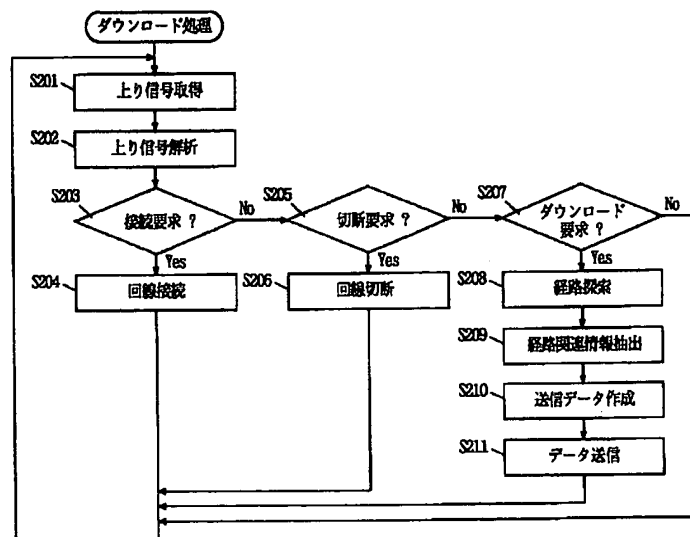 ダウンロード処理
S201
上り信号取得
S202
上り信号解析
S203
接続要求？
No
Yes
S204
回線接続
S205
切断要求？
No
Yes
S206
回線切断
S207
ダウンロード
要求？
No
Yes
S208
経路探索
S209
経路関連情報抽出
S210
送信データ作成
S211
データ送信